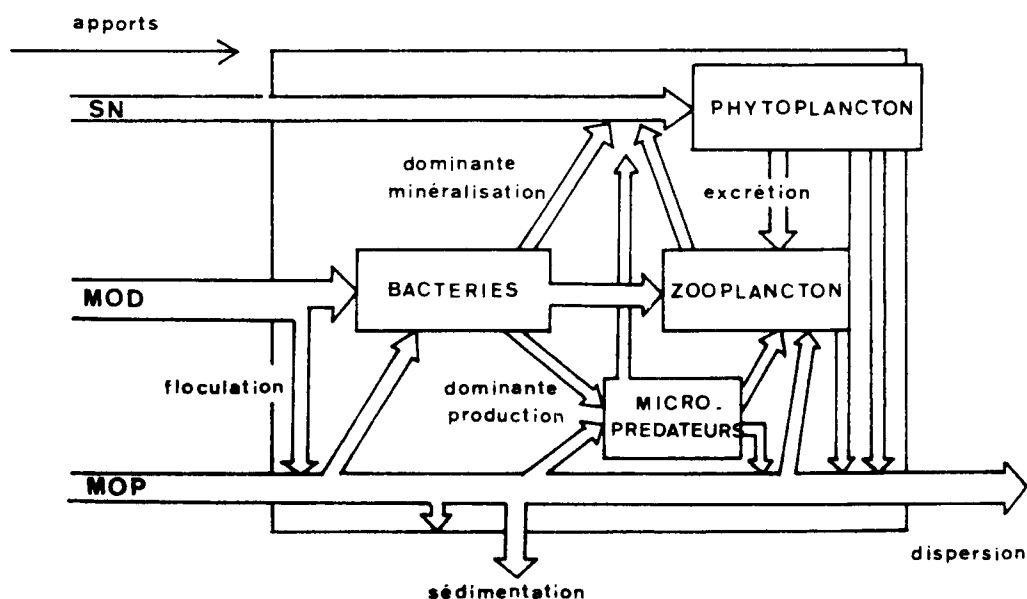 apports
SN
PHYTOPLANCTON
dominante
minéralisation
excrétion
MOD
BACTERIES
ZOOPLANCTON
floculation
dominante
production
MICRO-
PREDATEURS
MOP
dispersion
sédimentation